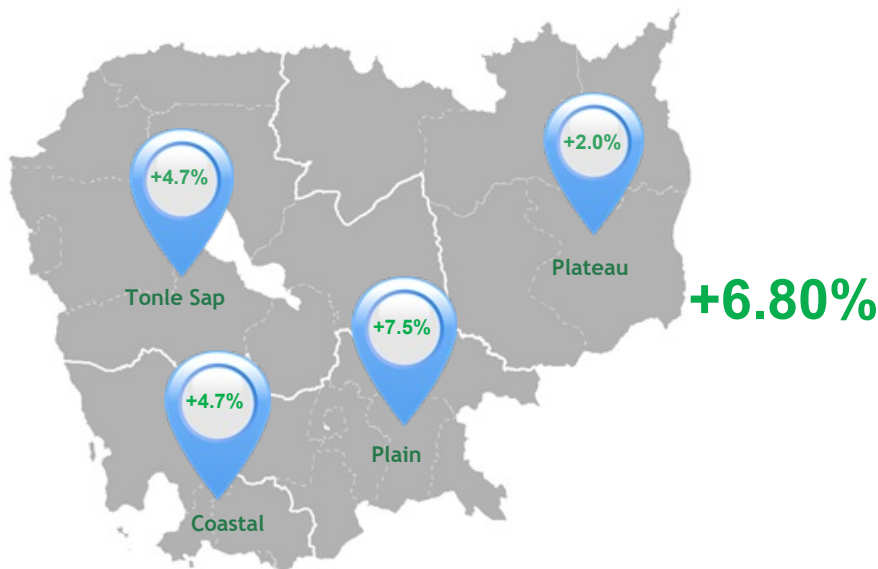 +2.0%
+4.7%
Plateau
Tonle Sap
+6.80%
+7.5%
+4.7%
Plain
Coastal